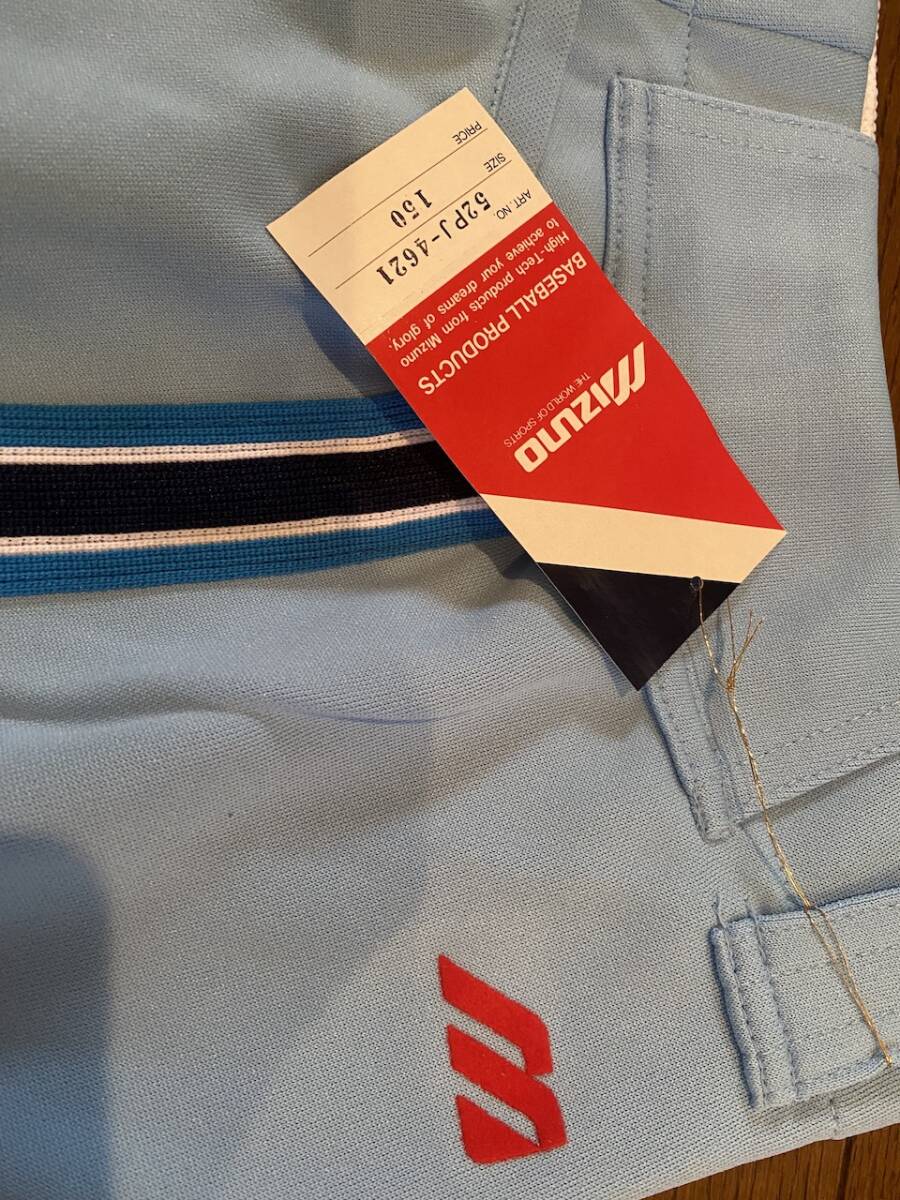 MIZUNO
THE WORLD OF SPORTS
BASEBALL PRODUCTS
High-Tech products from Mizuno
to achieve your dreams of glory.
ART. NO. 52PJ-4621
SIZE 150
PRICE